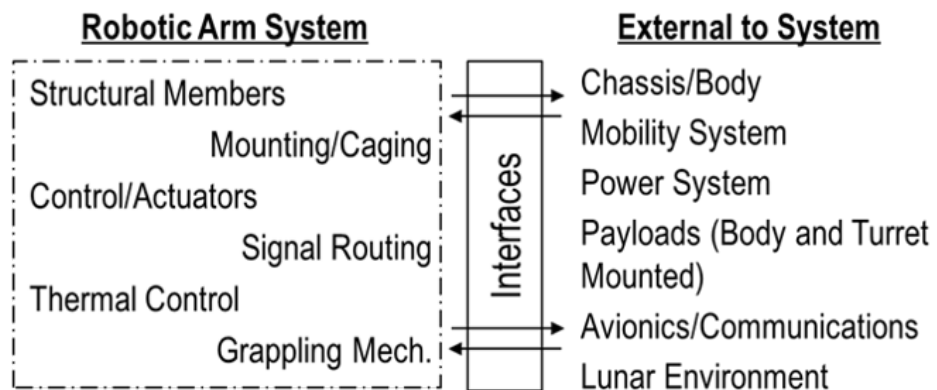 Robotic Arm System
External to System
Structural Members
Mounting/Caging
Control/Actuators
Signal Routing
Thermal Control
Grappling Mech.
Interfaces
Chassis/Body
Mobility System
Power System
Payloads (Body and Turret
Mounted)
Avionics/Communications
Lunar Environment